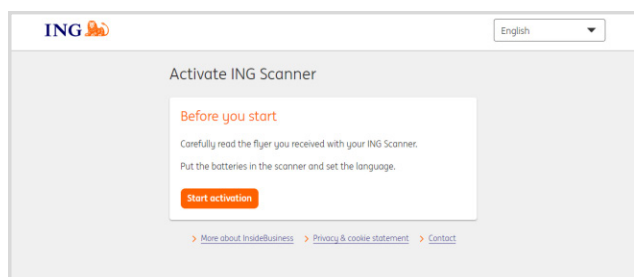 ING
English
Activate ING Scanner
Before you start
Carefully read the flyer you received with your ING Scanner.
Put the batteries in the scanner and set the language.
Start activation
More about InsideBusiness Privacy & cookie statement Contact